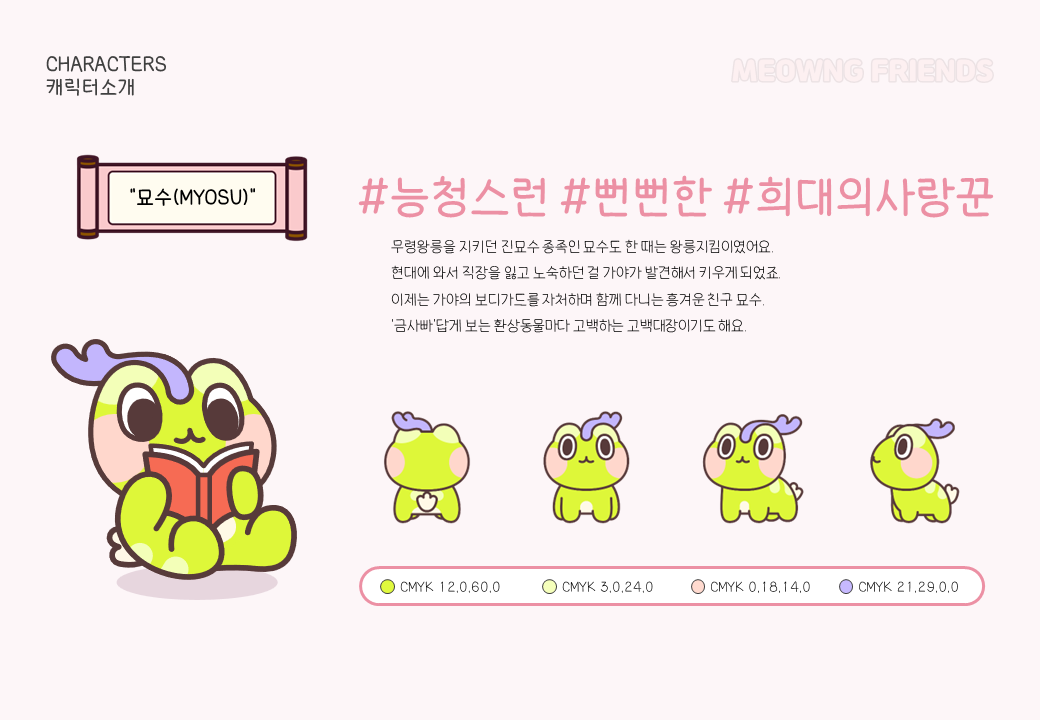 CHARACTERS
캐릭터소개
MEOWNG FRIENDS
"묘수(MYOSU)"
#능청스런 #뻔뻔한 #희대의사랑꾼
무령왕릉을 지키던 진묘수 종족인 묘수도 한 때는 왕릉지킴이였어요.
현대에 와서 직장을 잃고 노숙하던 걸 가야가 발견해서 키우게 되었죠.
이제는 가야의 보디가드를 자처하며 함께 다니는 흥겨운 친구 묘수.
'금사빠'답게 보는 환상동물마다 고백하는 고백대장이기도 해요.
CMYK 12,0,60,0
CMYK 3,0,24,0
CMYK 0,18,14,0
CMYK 21,29,0,0